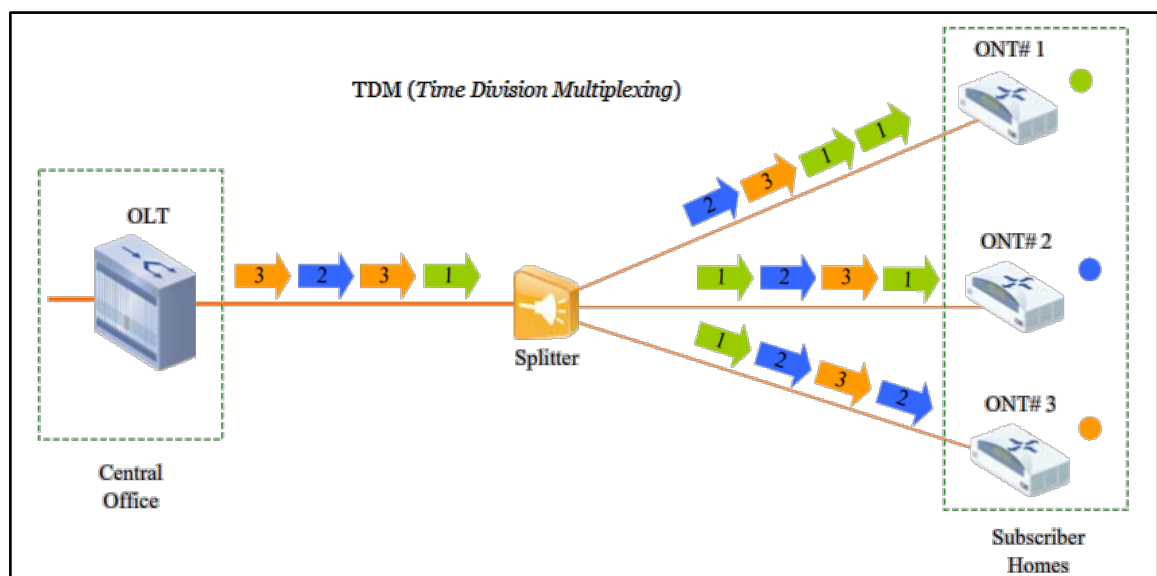 ONT# 1
TDM (Time Division Multiplexing)
1
1
3
2
OLT
ONT# 2
3 2 3 1
1 2 3 1
Splitter
1
2
3
2
ONT# 3
Central
Office
Subscriber
Homes